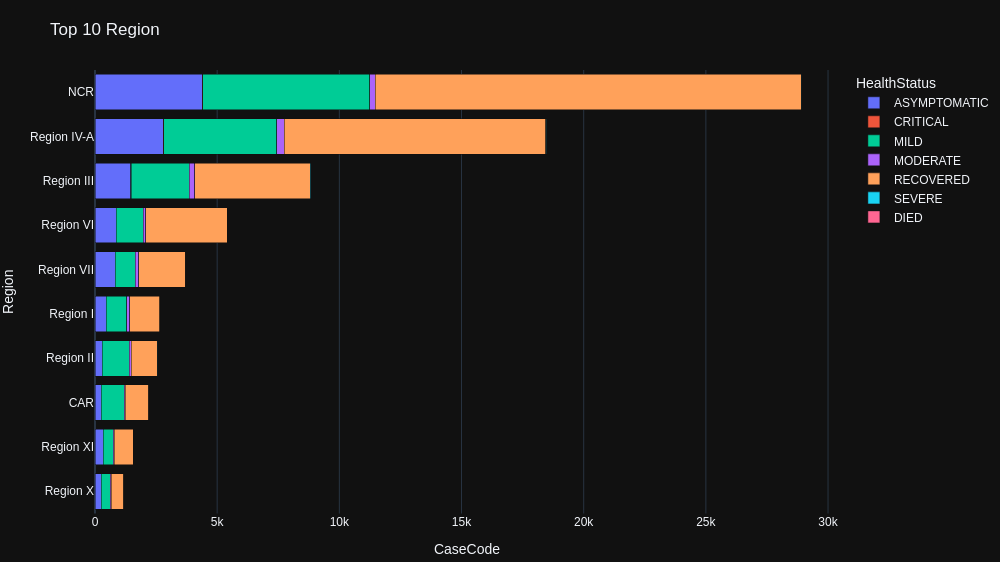 Top 10 Region
HealthStatus
ASYMPTOMATIC
CRITICAL
MILD
MODERATE
RECOVERED
SEVERE
DIED
Region
NCR
Region IV-A
Region III
Region VI
Region VII
Region I
Region II
CAR
Region XI
Region X
0 5k 10k 15k 20k 25k 30k
CaseCode